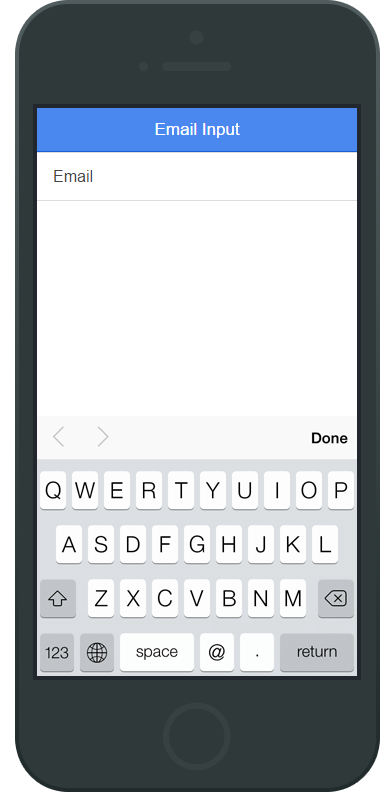 Email Input
Email
Done
Q W E R T Y U I O P
A S D F G H J K L
Z X C V B N M
123 space @ . return